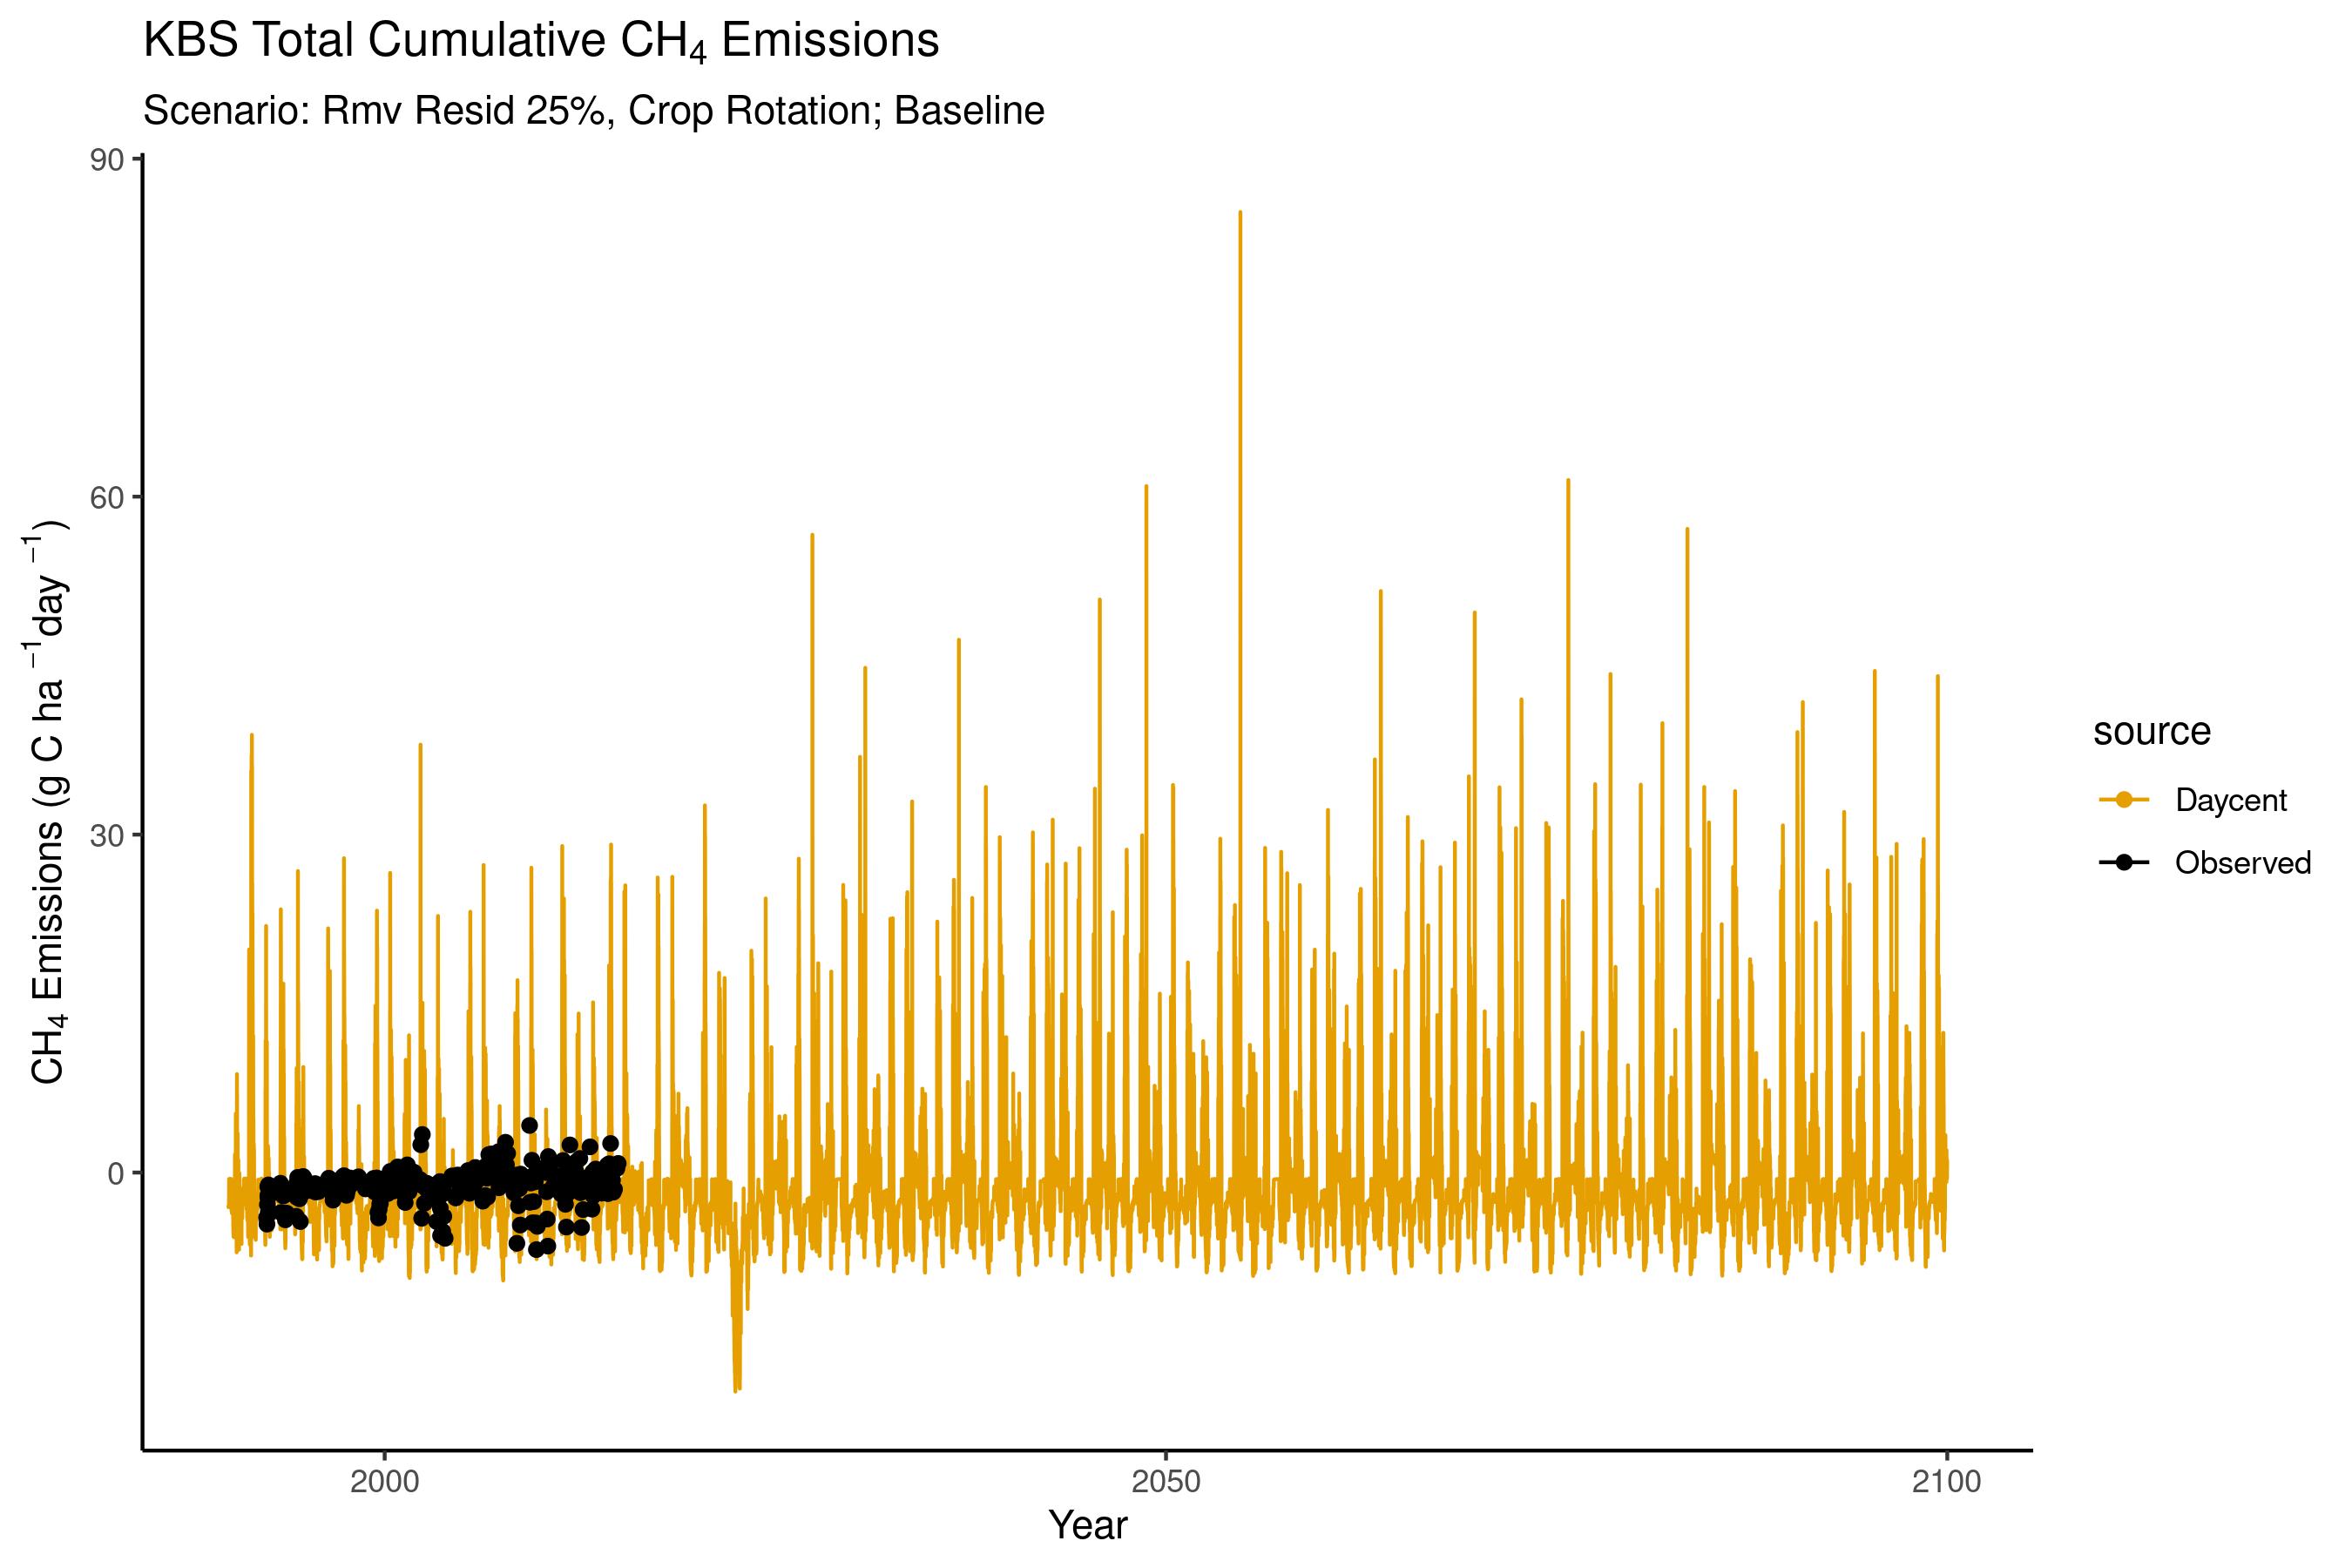 KBS Total Cumulative CH₄ Emissions
Scenario: Rmv Resid 25%, Crop Rotation; Baseline
CH₄ Emissions (g C ha ⁻¹day ⁻¹)
90
60
30
0
2000
2050
2100
Year
source
Daycent
Observed